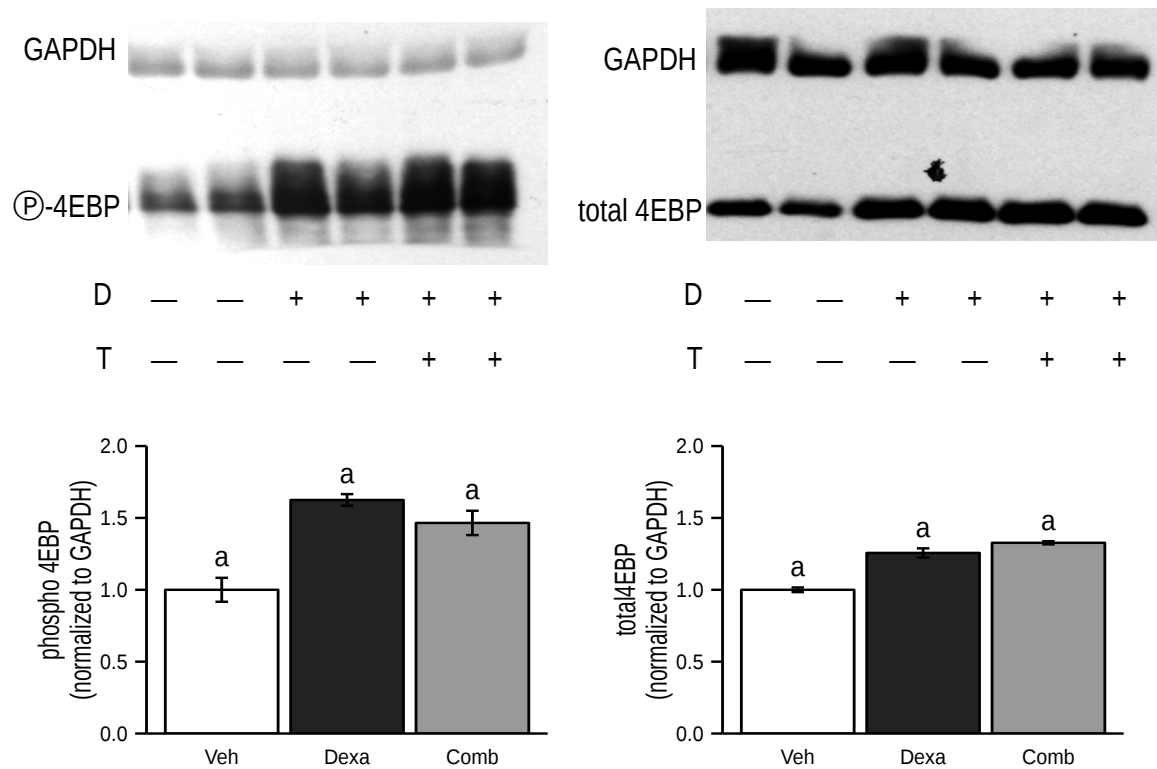 GAPDH
Ⓟ-4EBP
D — — + + + +
T — — — — + +
GAPDH
total 4EBP
D — — + + + +
T — — — — + +
phospho 4EBP
(normalized to GAPDH)
2.0
1.5
1.0
0.5
0.0
a
a
a
Veh Dexa Comb
total4EBP
(normalized to GAPDH)
2.0
1.5
1.0
0.5
0.0
a
a
a
Veh Dexa Comb